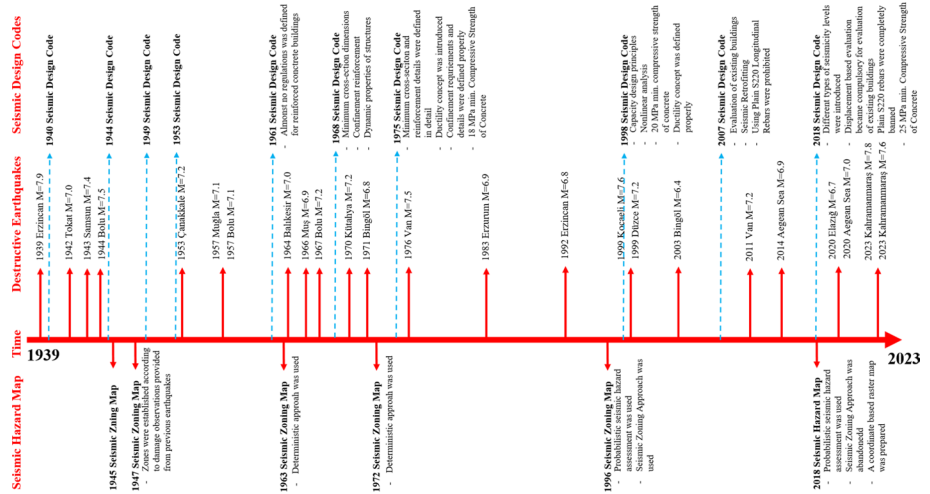 Seismic Design Codes
1940 Seismic Design Code
1944 Seismic Design Code
1949 Seismic Design Code
1953 Seismic Design Code
1961 Seismic Design Code
- Almost no regulations was defined
for reinforced concrete buildings
1968 Seismic Design Code
- Minimum cross-ection dimensions
- Confinement reinforcement
- Dynamic properties of structures
1975 Seismic Design Code
- Minimum cross-section and
reinforcement details were defined
in detail
- Ductility concept was introduced
- Confinement requriements and
details were defined properly
- 18 MPa min. Compressive Strength
of Concrete
1998 Seismic Design Code
- Capacity design principles
- Nonlinear analysis
- 20 MPa min. compressive strength
of concrete
- Ductility concept was defined
properly
2007 Seismic Design Code
- Evaluation of existing buildings
- Seismic Retrofitting
- Using Plain S220 Longitudinal
Rebars were prohibited
2018 Seismic Design Code
- Different types of seismicity levels
were introduced
- Displacement based evaluation
became compulsory for evaluation
of existing buildings
- Plain S220 rebars were completely
banned
- 25 MPa min. Compressive Strength
of Concrete
Destructive Earthquakes
1939 Erzincan M=7.9
1942 Tokat M=7.0
1943 Samsun M=7.4
1944 Bolu M=7.5
1953 Çanakkale M=7.2
1957 Muğla M=7.1
1957 Bolu M=7.1
1964 Balıkesir M=7.0
1966 Muş M=6.9
1967 Bolu M=7.2
1970 Kütahya M=7.2
1971 Bingöl M=6.8
1976 Van M=7.5
1983 Erzurum M=6.9
1992 Erzincan M=6.8
1999 Kocaeli M=7.6
1999 Düzce M=7.2
2003 Bingöl M=6.4
2011 Van M=7.2
2014 Aegean Sea M=6.9
2020 Elazığ M=6.7
2020 Aegean Sea M=7.0
2023 Kahramanmaraş M=7.8
2023 Kahramanmaraş M=7.6
Time
1939
2023
Seismic Hazard Map
1945 Seismic Zning Map
1947 Seismic Zoning Map
- Zones were established according
to damage observations provided
from previous earthquakes
1963 Seismic Zoning Map
- Deterministic approah was used
1972 Seismic Zoning Map
- Deterministic approah was used
1996 Seismic Zoning Map
- Probabilistic seismic hazard
assessment was used
- Seismic Zoning Approach was
used
2018 Seismic Hazard Map
- Probabilistic seismic hazard
assessment was used
- Seismic Zoning Approach was
abandonedd
- A coordinate based raster map
was prepared